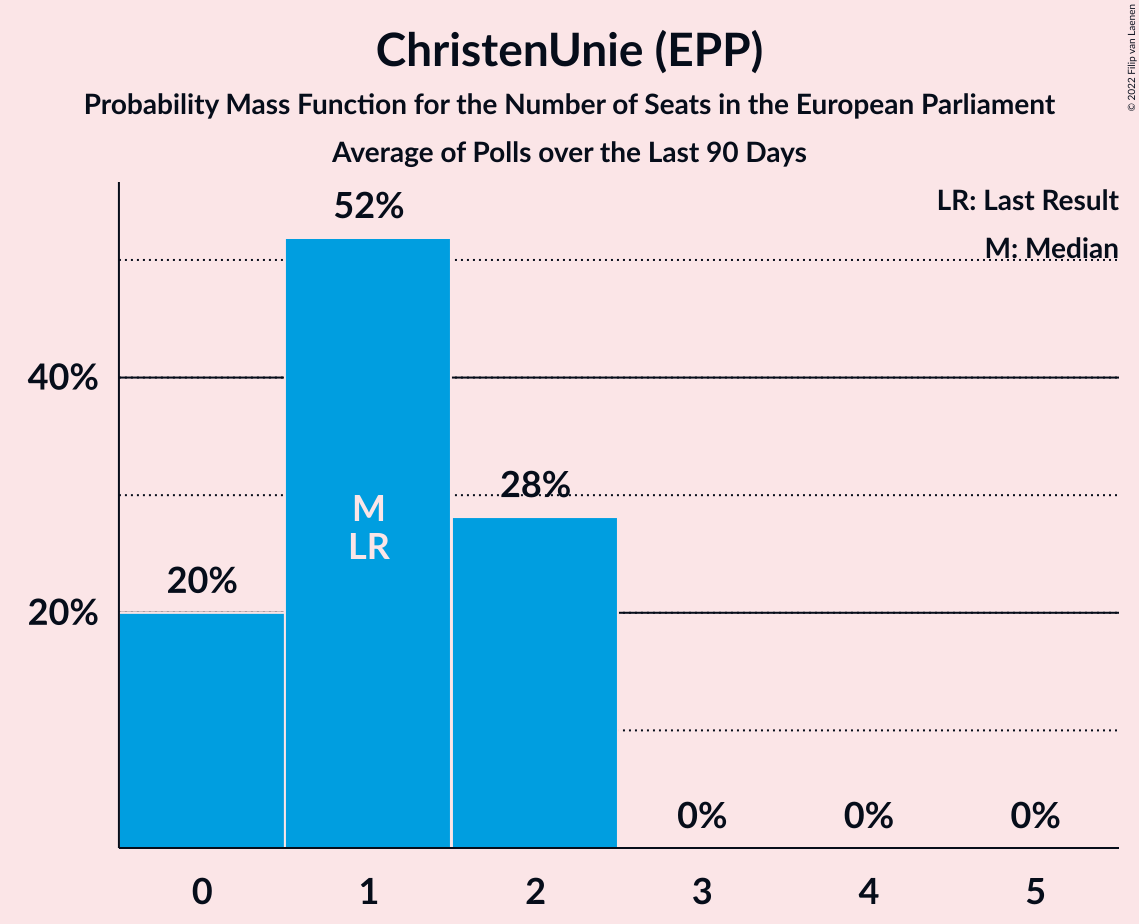 ChristenUnie (EPP)
Probability Mass Function for the Number of Seats in the European Parliament
Average of Polls over the Last 90 Days
© 2022 Filip van Laenen
LR: Last Result
M: Median
52%
40%
28%
M
LR
20%
20%
0%
0%
0%
0
1
2
3
4
5